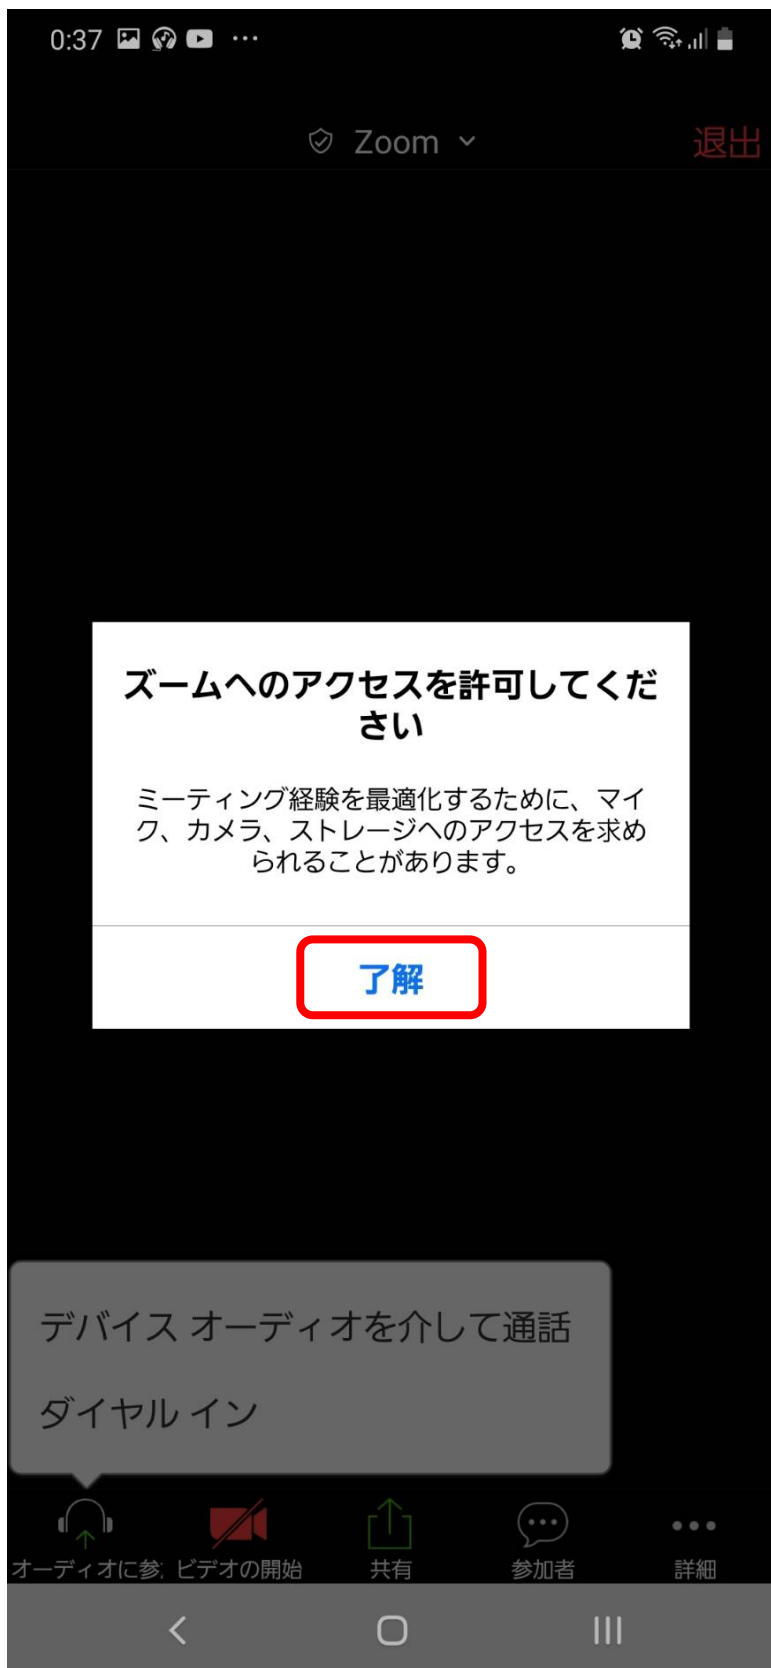 0:37
Zoom
退出
ズームへのアクセスを許可してくだ
さい
ミーティング経験を最適化するために、マイ
ク、カメラ、ストレージへのアクセスを求め
られることがあります。
了解
デバイス オーディオを介して通話
ダイヤル イン
オーディオに参 ビデオの開始 共有 参加者 詳細